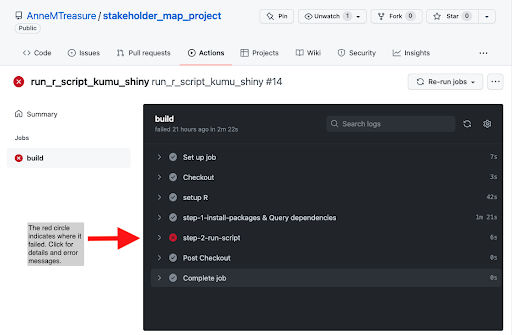 AnneMTreasure / stakeholder_map_project
Pin
Unwatch 1
Fork 0
Star 0
Public
Code
Issues
Pull requests
Actions
Projects
Wiki
Security
Insights
...
run_r_script_kumu_shiny run_r_script_kumu_shiny #14
Re-run jobs
...
Summary
Jobs
build
build
failed 21 hours ago in 2m 22s
Search logs
Set up job 7s
Checkout 3s
setup R 42s
step-1-install-packages & Query dependencies 1m 21s
step-2-run-script 6s
Post Checkout 0s
Complete job 0s
The red circle
indicates where it
failed. Click for
details and error
messages.